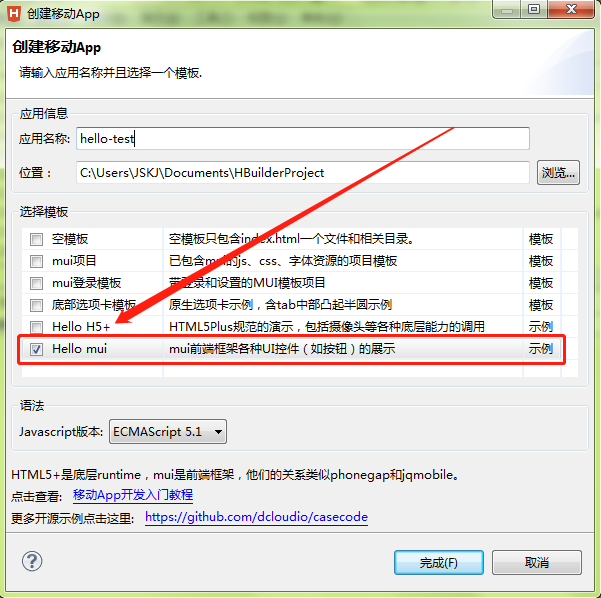 创建移动App
创建移动App
请输入应用名称并且选择一个模板.
应用信息
应用名称: hello-test
位置： C:\Users\JSKJ\Documents\HBuilderProject 浏览...
选择模板
空模板 空模板只包含index.html一个文件和相关目录。 模板
mui项目 已包含mui的js、css、字体资源的项目模板 模板
mui登录模板 带登录和设置的MUI模板项目 模板
底部选项卡模板 原生选项卡示例，含tab中部凸起半圆示例 模板
Hello H5+ HTML5Plus规范的演示，包括摄像头等各种底层能力的调用 示例
Hello mui mui前端框架各种UI控件（如按钮）的展示 示例
语法
Javascript版本: ECMAScript 5.1
HTML5+是底层runtime，mui是前端框架，他们的关系类似phonegap和jqmobile。
点击查看: 移动App开发入门教程
更多开源示例点击这里: https://github.com/dcloudio/casecode
? 完成(F) 取消